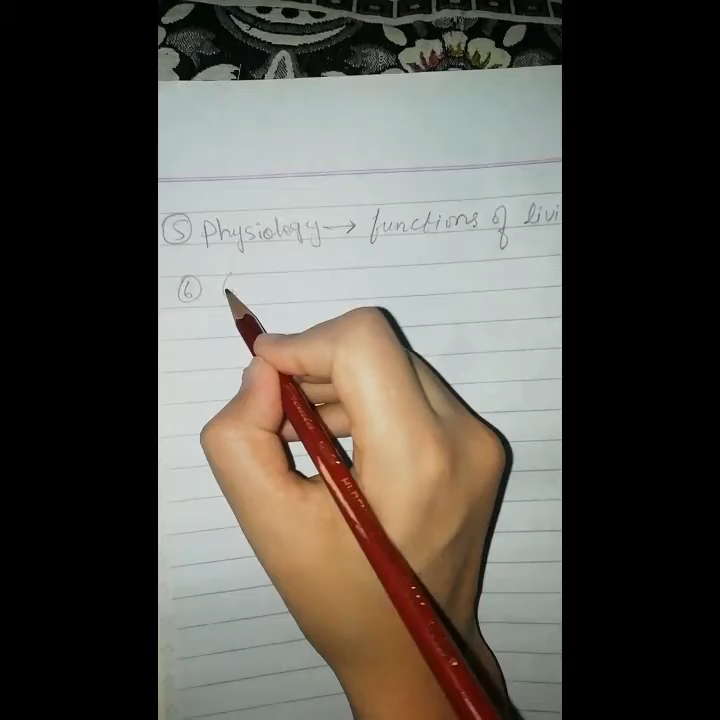 ⑤ Physiology → functions of livi
⑥